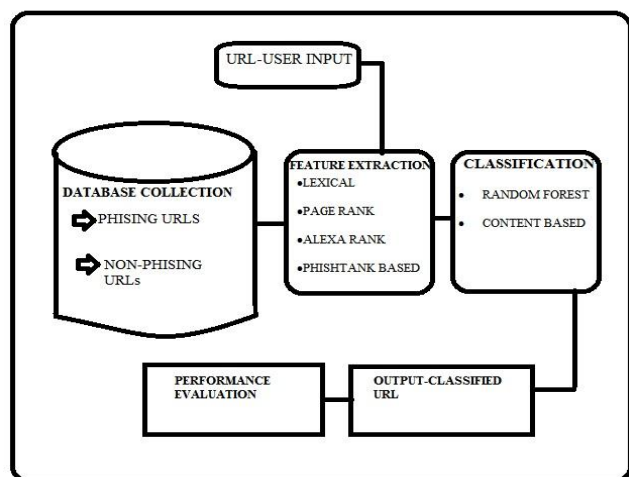 URL-USER INPUT
DATABASE COLLECTION
PHISING URLS
NON-PHISING
URLs
FEATURE EXTRACTION
•LEXICAL
•PAGE RANK
•ALEXA RANK
•PHISHTANK BASED
CLASSIFICATION
• RANDOM FOREST
• CONTENT BASED
PERFORMANCE
EVALUATION
OUTPUT-CLASSIFIED
URL